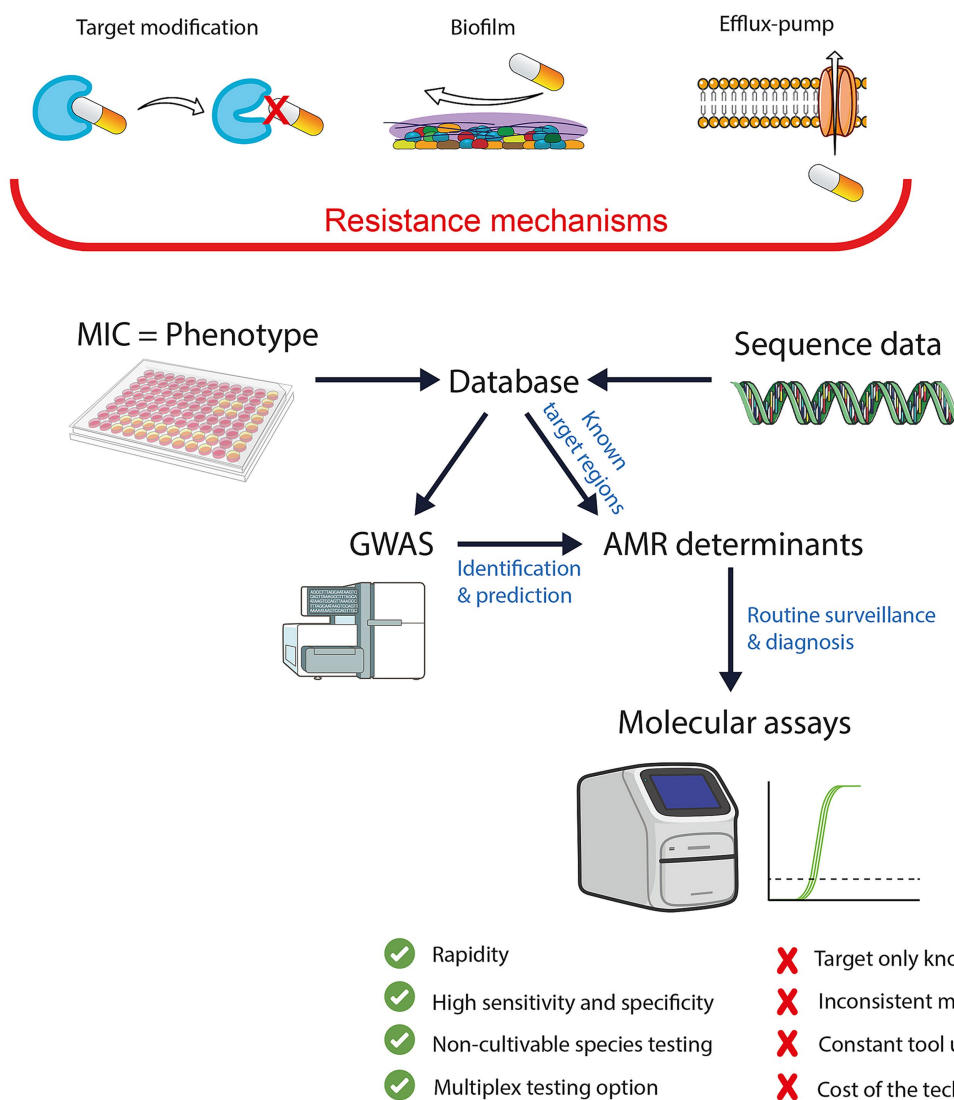 Target modification
Biofilm
Efflux-pump
Resistance mechanisms
MIC = Phenotype
Sequence data
Database
Known
target regions
GWAS
AMR determinants
Identification
& prediction
Routine surveillance
& diagnosis
Molecular assays
Rapidity
Target only
High sensitivity and specificity
Inconsistent
Non-cultivable species testing
Constant tool
Multiplex testing option
Cost of the